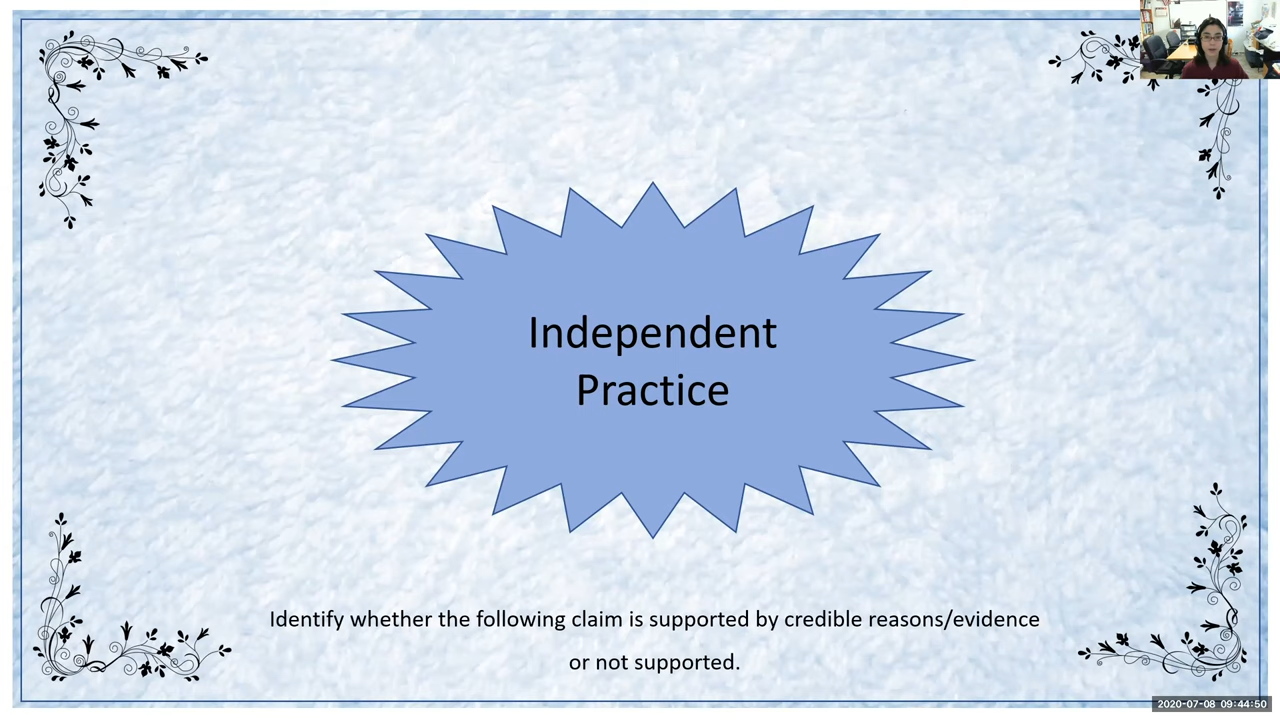 Independent
Practice
Identify whether the following claim is supported by credible reasons/evidence
or not supported.
2020-07-08 09:44:50